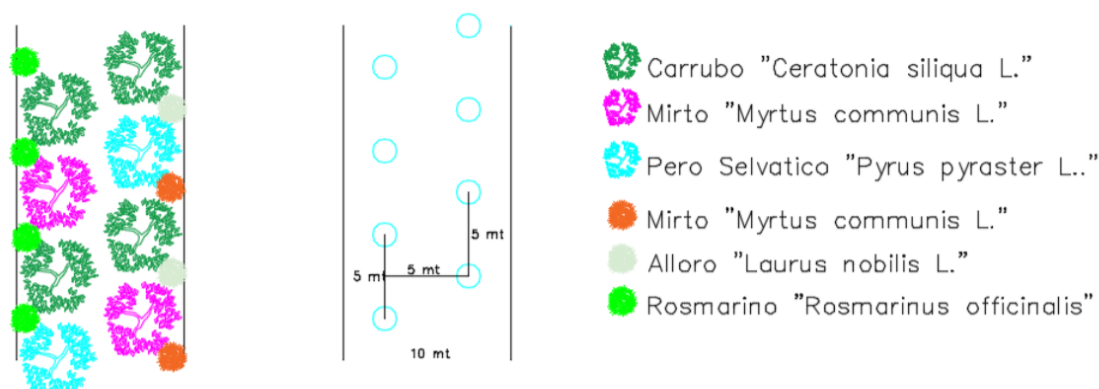 Carrubo "Ceratonia siliqua L."
Mirto "Myrtus communis L."
Pero Selvatico "Pyrus pyraster L.."
Mirto "Myrtus communis L."
Alloro "Laurus nobilis L."
Rosmarino "Rosmarinus officinalis"
5 mt
5 mt
5 mt
10 mt